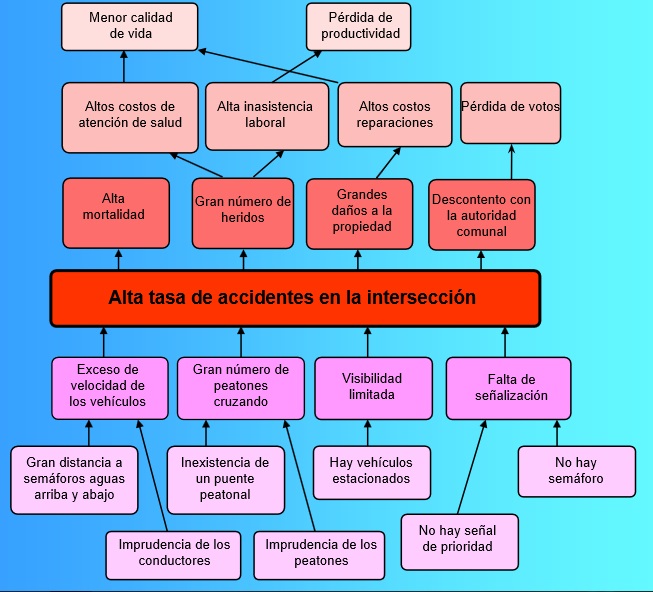 Menor calidad
de vida
Pérdida de
productividad
Altos costos de
atención de salud
Alta inasistencia
laboral
Altos costos
reparaciones
Pérdida de votos
Alta
mortalidad
Gran número de
heridos
Grandes
daños a la
propiedad
Descontento con
la autoridad
comunal
Alta tasa de accidentes en la intersección
Exceso de
velocidad de
los vehículos
Gran número de
peatones
cruzando
Visibilidad
limitada
Falta de
señalización
Gran distancia a
semáforos aguas
arriba y abajo
Inexistencia de
un puente
peatonal
Hay vehículos
estacionados
No hay
semáforo
Imprudencia de los
conductores
Imprudencia de los
peatones
No hay señal
de prioridad